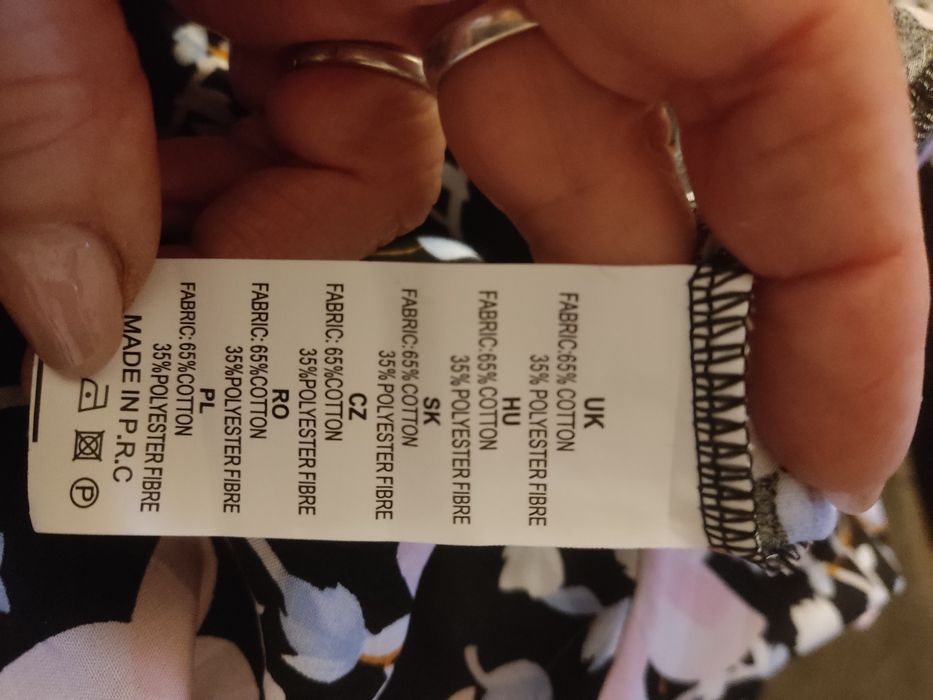 UK
FABRIC:65% COTTON
35% POLYESTER FIBRE
HU
FABRIC:65% COTTON
35% POLYESTER FIBRE
SK
FABRIC:65% COTTON
35% POLYESTER FIBRE
CZ
FABRIC: 65%COTTON
35%POLYESTER FIBRE
RO
FABRIC: 65%COTTON
35%POLYESTER FIBRE
PL
FABRIC:65%COTTON
35%POLYESTER FIBRE
MADE IN P.R.C
P